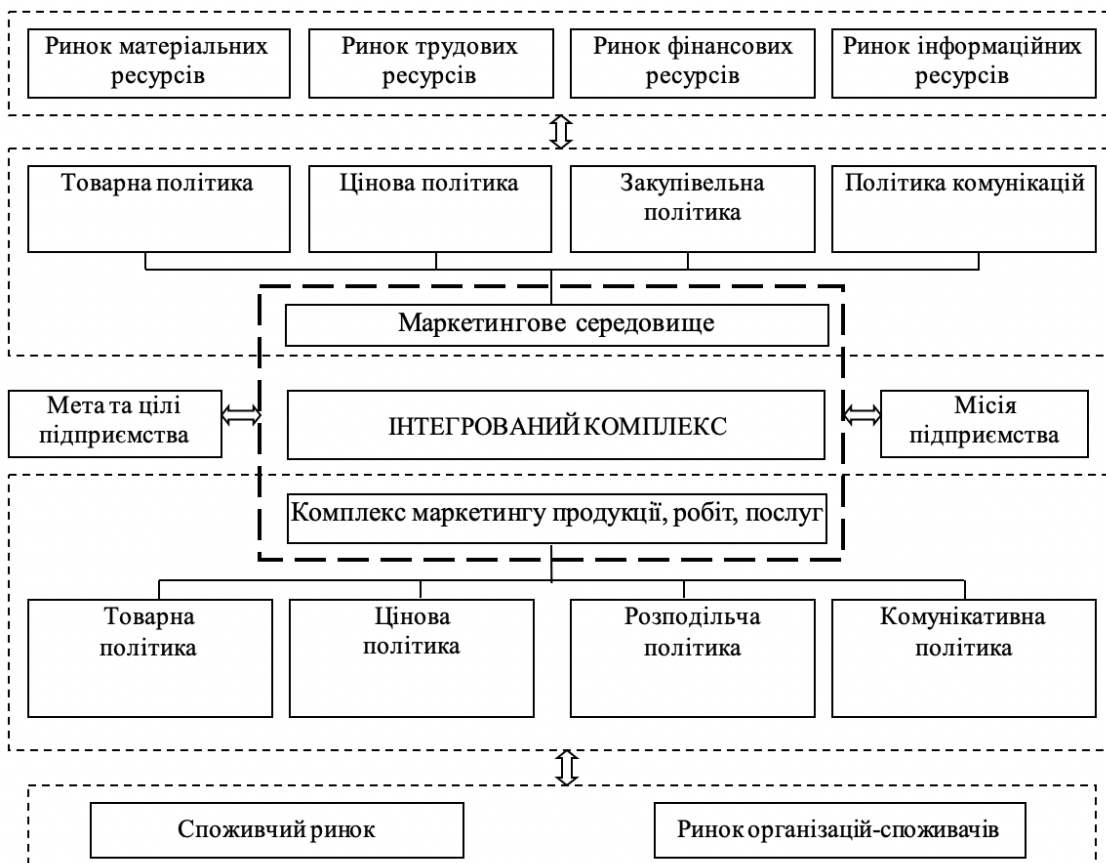 Ринок матеріальних
ресурсів
Ринок трудових
ресурсів
Ринок фінансових
ресурсів
Ринок інформаційних
ресурсів
Товарна політика
Цінова політика
Закупівельна
політика
Політика комунікацій
Маркетингове середовище
Мета та цілі
підприємства
ІНТЕГРОВАНИЙ КОМПЛЕКС
Місія
підприємства
Комплекс маркетингу продукції, робіт, послуг
Товарна
політика
Цінова
політика
Розподільча
політика
Комунікативна
політика
Споживчий ринок
Ринок організацій-споживачів